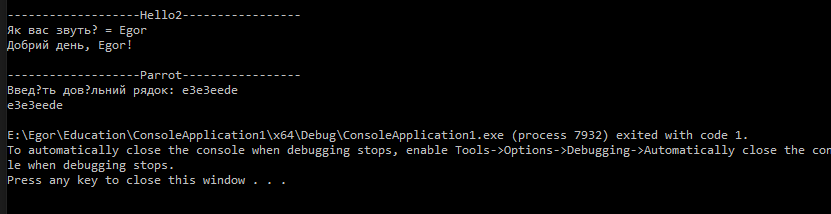 -------------------Hello2-----------------
Як вас звуть? = Egor
Добрий день, Egor!
-------------------Parrot-----------------
Введ?ть дов?льний рядок: e3e3eede
e3e3eede
E:\Egor\Education\ConsoleApplication1\x64\Debug\ConsoleApplication1.exe (process 7932) exited with code 1.
To automatically close the console when debugging stops, enable Tools->Options->Debugging->Automatically close the con
le when debugging stops.
Press any key to close this window . . .